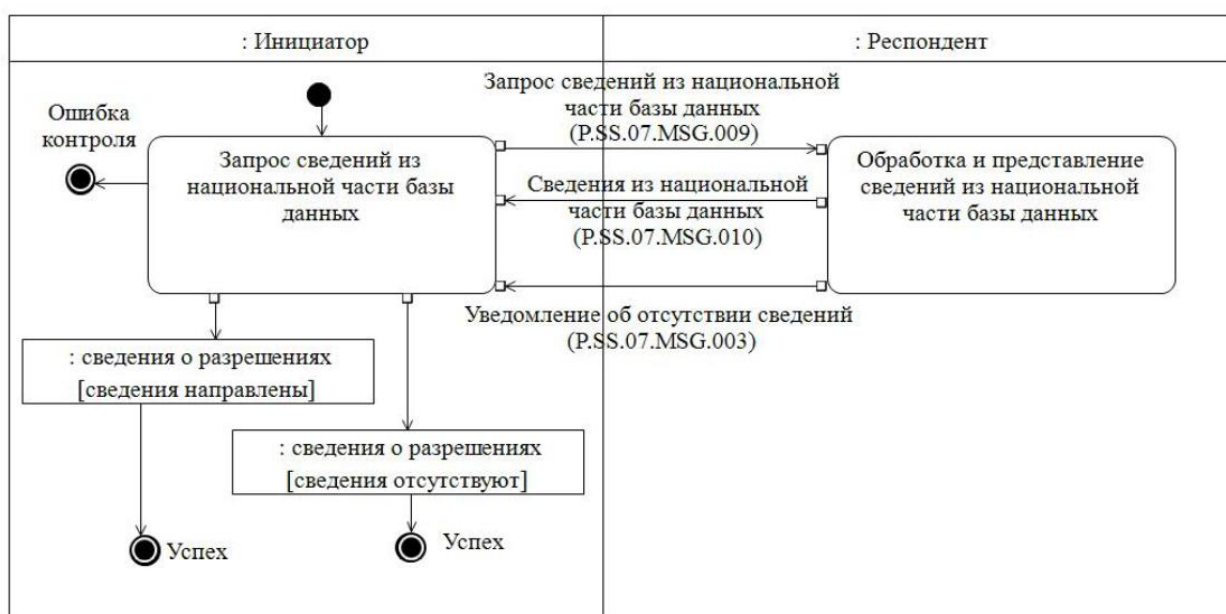 : Инициатор
: Респондент
Ошибка
контроля
Запрос сведений из
национальной части базы
данных
Запрос сведений из национальной
части базы данных
(P.SS.07.MSG.009)
Сведения из национальной
части базы данных
(P.SS.07.MSG.010)
Уведомление об отсутствии сведений
(P.SS.07.MSG.003)
Обработка и представление
сведений из национальной
части базы данных
: сведения о разрешениях
[сведения направлены]
: сведения о разрешениях
[сведения отсутствуют]
Успех
Успех